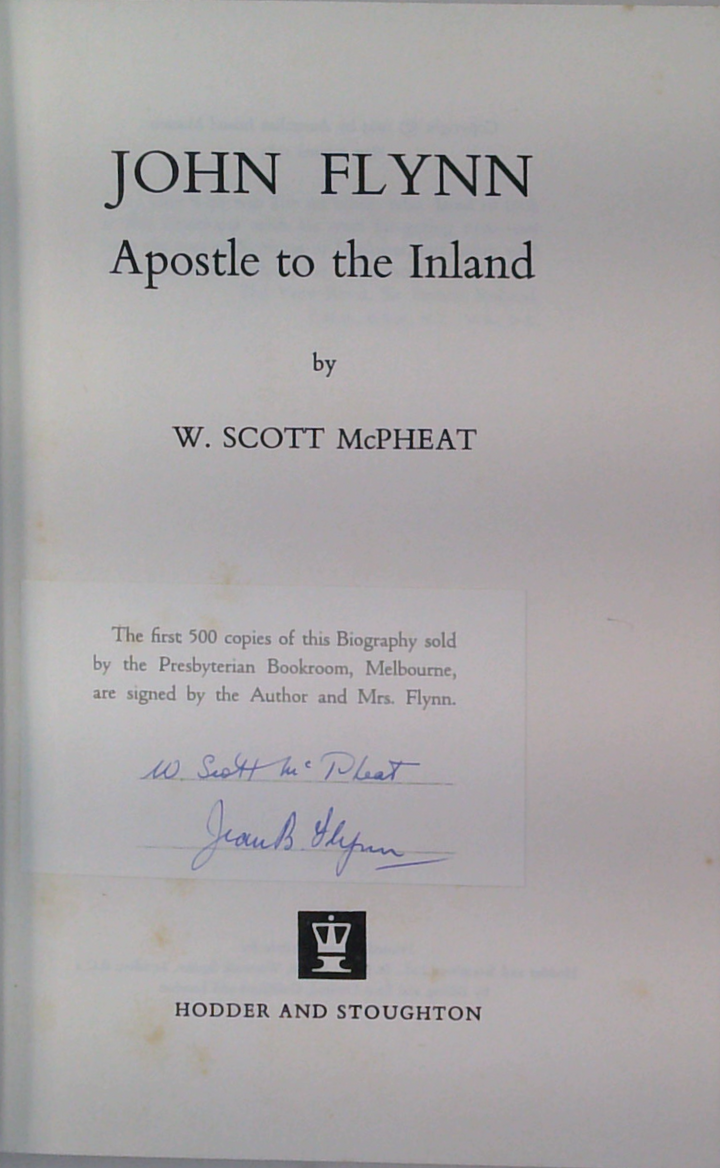 JOHN FLYNN
Apostle to the Inland
by
W. SCOTT McPHEAT
The first 500 copies of this Biography sold
by the Presbyterian Bookroom, Melbourne,
are signed by the Author and Mrs. Flynn.
W. Scott McPheat
Jean B. Flynn
HODDER AND STOUGHTON